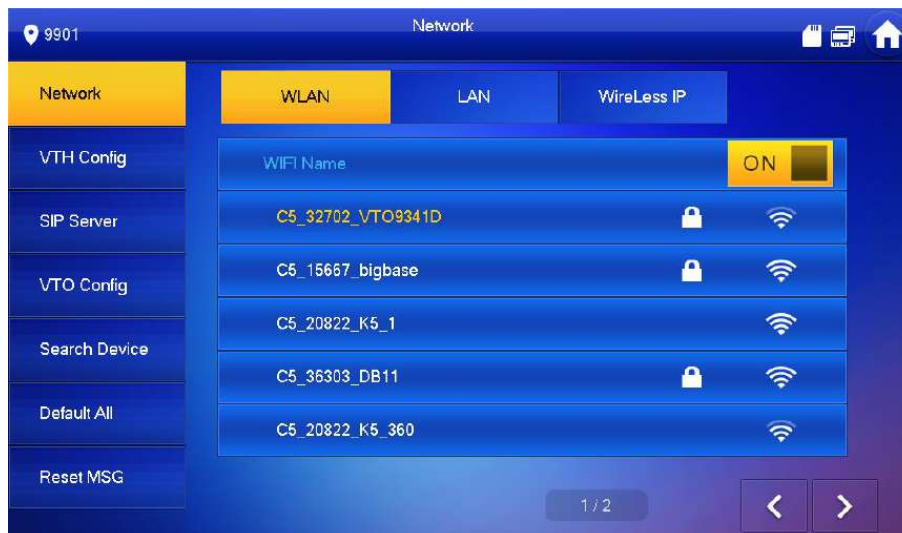 9901
Network
Network
VTH Config
SIP Server
VTO Config
Search Device
Default All
Reset MSG
WLAN
LAN
WireLess IP
WIFI Name
ON
C5_32702_VTO9341D
C5_15667_bigbase
C5_20822_K5_1
C5_36303_DB11
C5_20822_K5_360
1/2